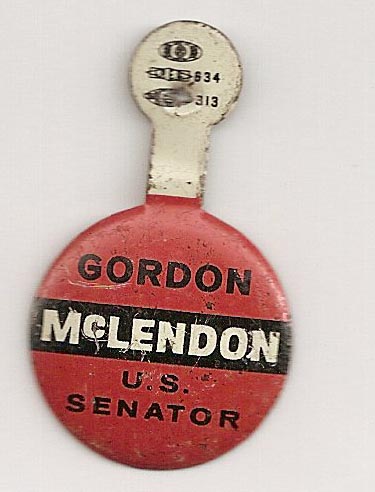 634
313
GORDON
McLENDON
U.S.
SENATOR